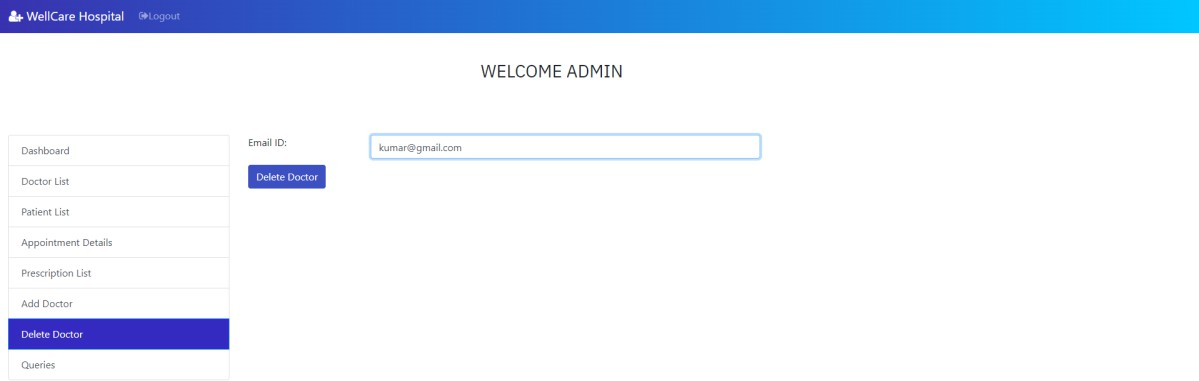 WellCare Hospital Logout
WELCOME ADMIN
Dashboard
Doctor List
Patient List
Appointment Details
Prescription List
Add Doctor
Delete Doctor
Queries
Email ID: kumar@gmail.com
Delete Doctor